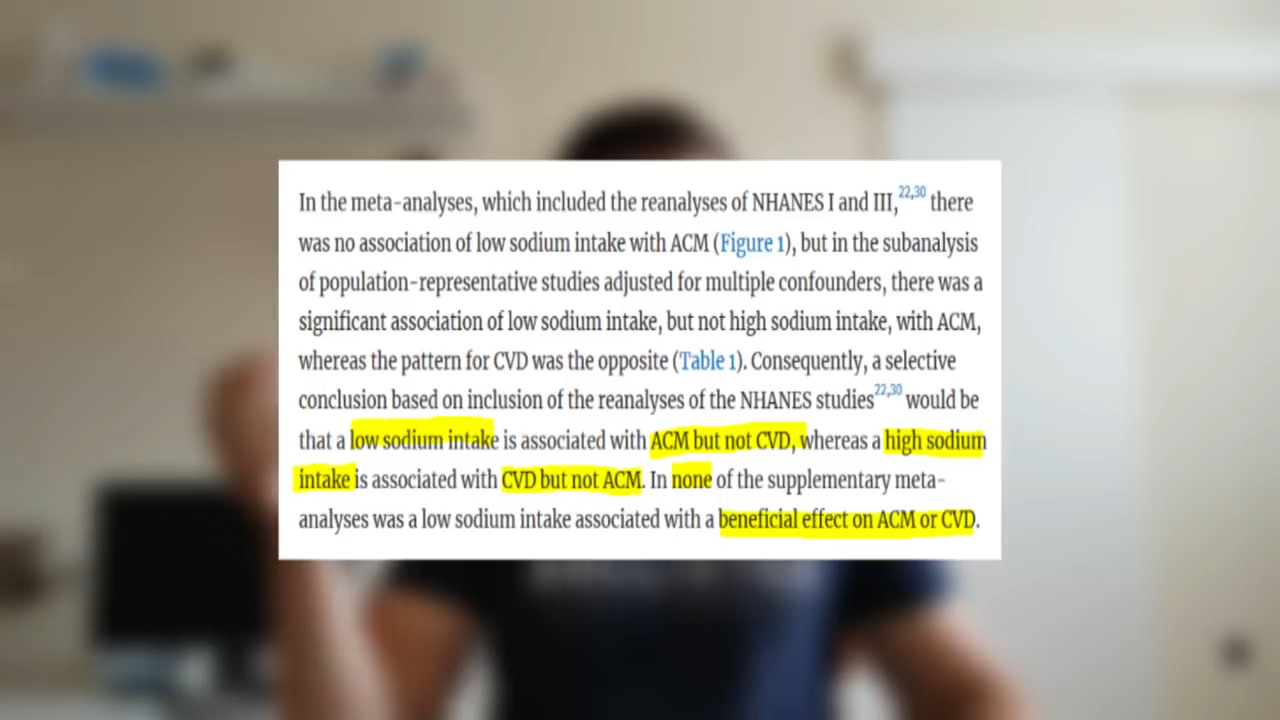 In the meta-analyses, which included the reanalyses of NHANES I and III,22,30 there
was no association of low sodium intake with ACM (Figure 1), but in the subanalysis
of population-representative studies adjusted for multiple confounders, there was a
significant association of low sodium intake, but not high sodium intake, with ACM,
whereas the pattern for CVD was the opposite (Table 1). Consequently, a selective
conclusion based on inclusion of the reanalyses of the NHANES studies22,30 would be
that a low sodium intake is associated with ACM but not CVD, whereas a high sodium
intake is associated with CVD but not ACM. In none of the supplementary meta-
analyses was a low sodium intake associated with a beneficial effect on ACM or CVD.